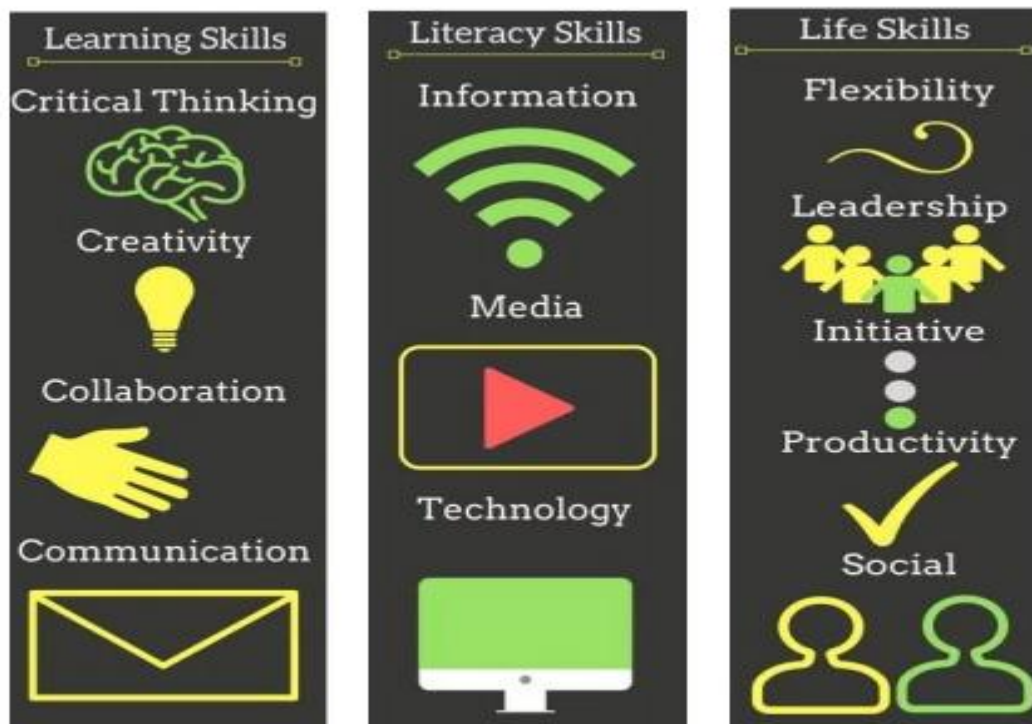 Learning Skills
Critical Thinking
Creativity
Collaboration
Communication
Literacy Skills
Information
Media
Technology
Life Skills
Flexibility
Leadership
Initiative
Productivity
Social